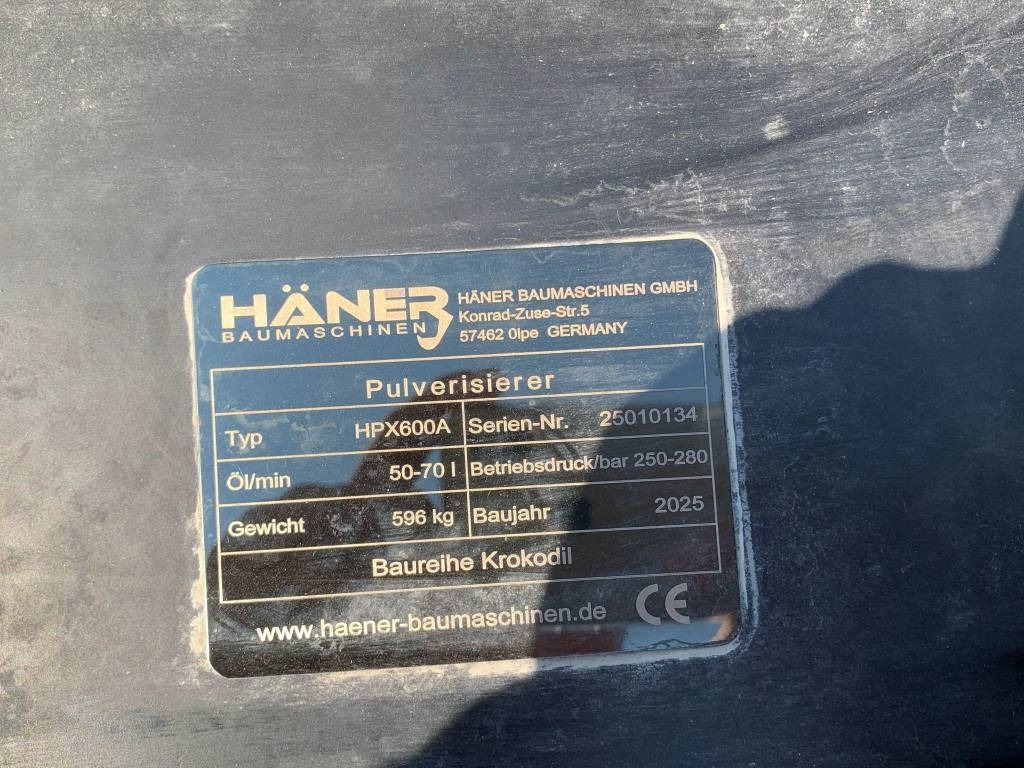 HÄNER
BAUMASCHINEN
HÄNER BAUMASCHINEN GMBH
Konrad-Zuse-Str.5
57462 Olpe GERMANY
Pulverisierer
Typ HPX600A Serien-Nr. 25010134
Öl/min 50-70 l Betriebsdruck/bar 250-280
Gewicht 596 kg Baujahr 2025
Baureihe Krokodil
www.haener-baumaschinen.de CE